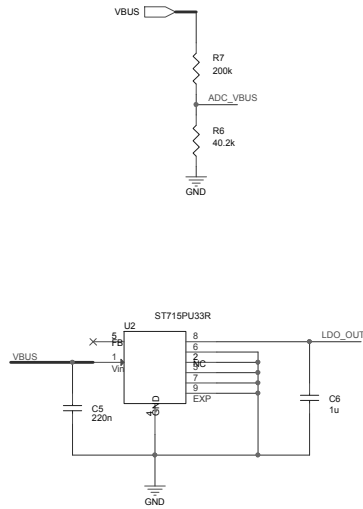 VBUS
R7
200k
ADC_VBUS
R6
40.2k
GND
ST715PU33R
U2
5
FB
8
LDO_OUT
6
VBUS
1
Vin
2
NC
3
7
9
EXP
C5
220n
4
GND
C6
1u
GND